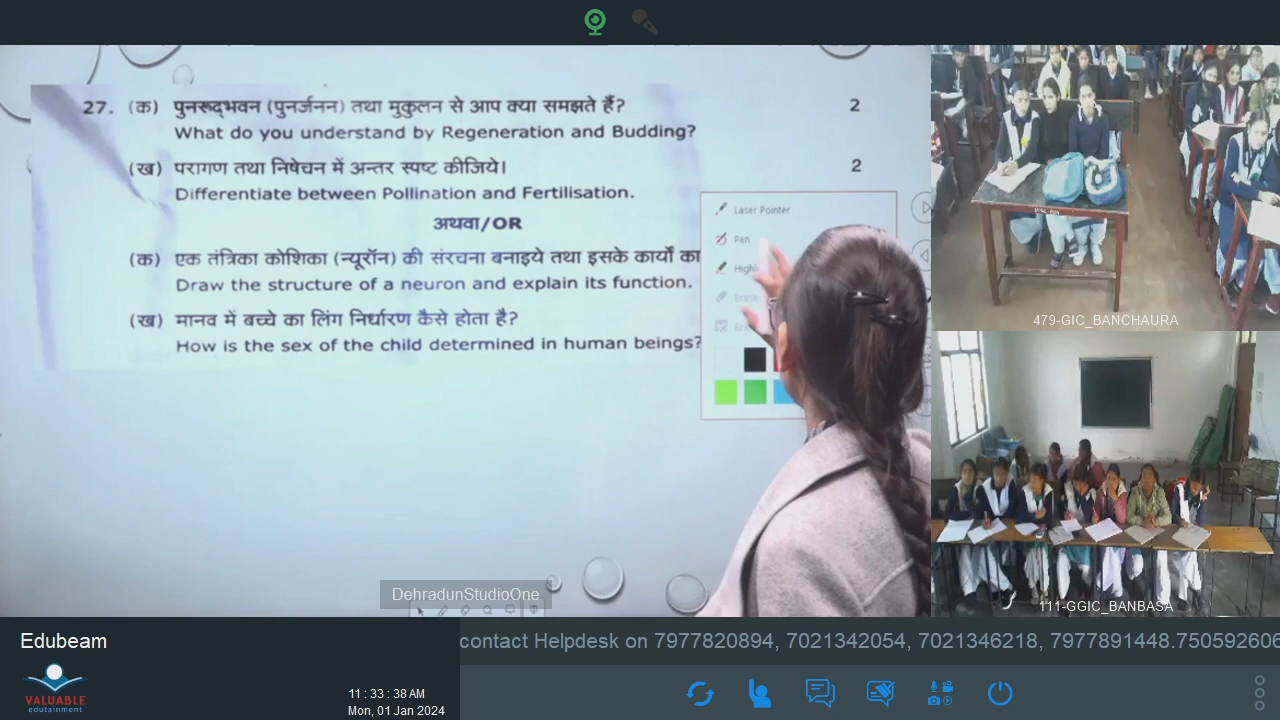 27. (क) पुनरूद्भवन (पुनर्जनन) तथा मुकुलन से आप क्या समझते हैं? 2
What do you understand by Regeneration and Budding?
(ख) परागण तथा निषेचन में अन्तर स्पष्ट कीजिये। 2
Differentiate between Pollination and Fertilisation.
अथवा/OR
(क) एक तंत्रिका कोशिका (न्यूरॉन) की संरचना बनाइये तथा इसके कार्यों का
Draw the structure of a neuron and explain its function.
(ख) मानव में बच्चे का लिंग निर्धारण कैसे होता है?
How is the sex of the child determined in human beings?
Laser Pointer
Pen
479-GIC_BANCHAURA
111-GGIC_BANBASA
DehradunStudioOne
Edubeam
contact Helpdesk on 7977820894, 7021342054, 7021346218, 7977891448.750592606
VALUABLE
edutainment
11 : 33 : 38 AM
Mon, 01 Jan 2024